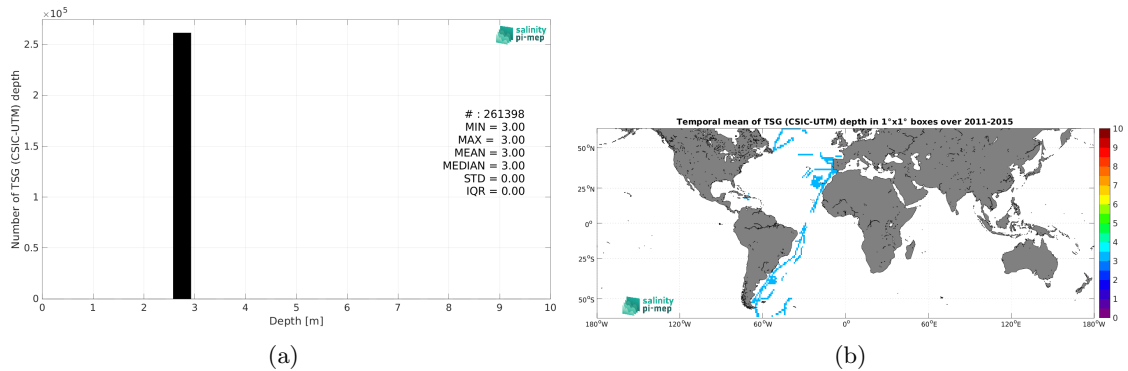 ×10⁵
2.5
2
1.5
1
0.5
0
Number of TSG (CSIC-UTM) depth
salinity
pi-mep
# : 261398
MIN = 3.00
MAX = 3.00
MEAN = 3.00
MEDIAN = 3.00
STD = 0.00
IQR = 0.00
0 1 2 3 4 5 6 7 8 9 10
Depth [m]
(a)
Temporal mean of TSG (CSIC-UTM) depth in 1°x1° boxes over 2011-2015
50°N
25°N
0°
25°S
50°S
salinity
pi-mep
180°W 120°W 60°W 0° 60°E 120°E 180°W
10
9
8
7
6
5
4
3
2
1
0
(b)